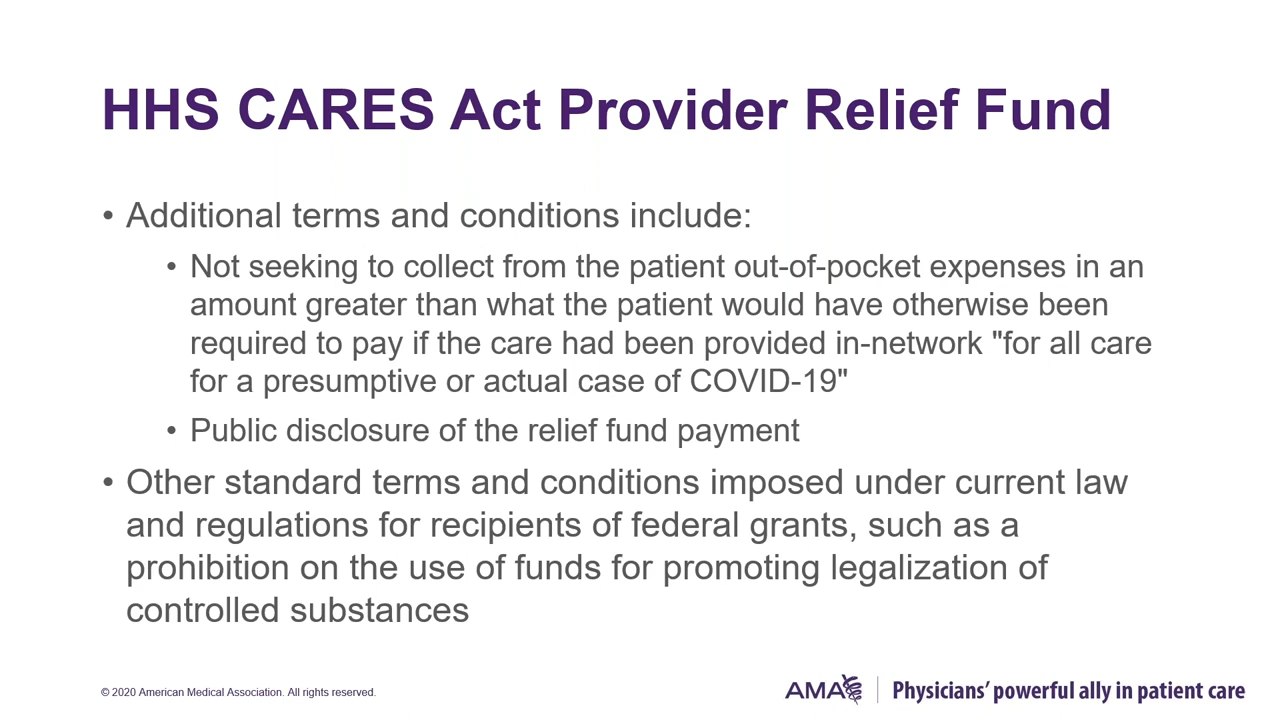 HHS CARES Act Provider Relief Fund
• Additional terms and conditions include:
• Not seeking to collect from the patient out-of-pocket expenses in an
amount greater than what the patient would have otherwise been
required to pay if the care had been provided in-network "for all care
for a presumptive or actual case of COVID-19"
• Public disclosure of the relief fund payment
• Other standard terms and conditions imposed under current law
and regulations for recipients of federal grants, such as a
prohibition on the use of funds for promoting legalization of
controlled substances
© 2020 American Medical Association. All rights reserved.
AMA | Physicians’ powerful ally in patient care